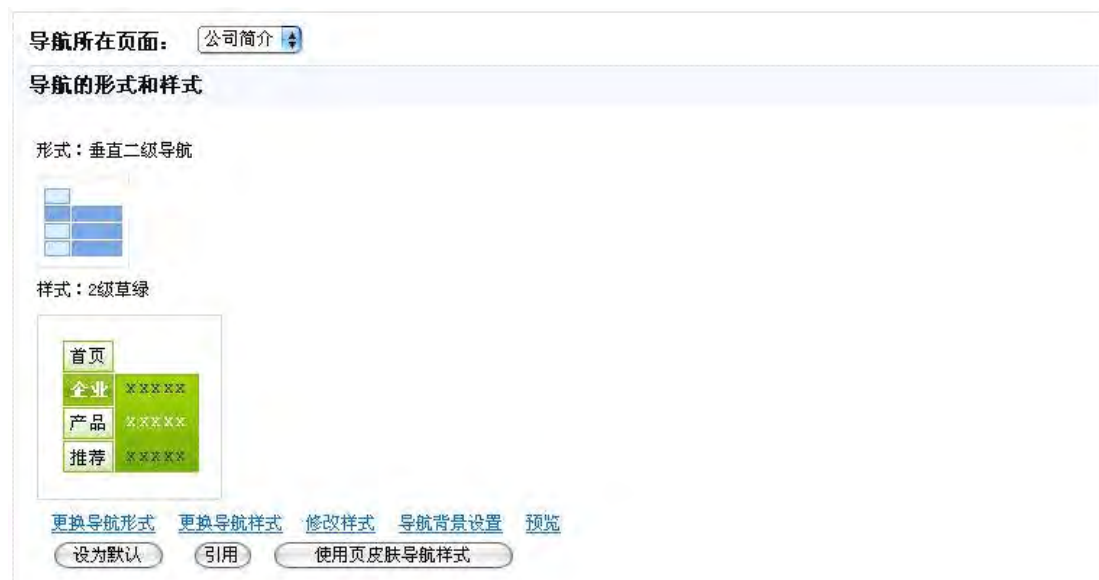 导航所在页面： 公司简介
导航的形式和样式
形式：垂直二级导航
样式：2级草绿
首页
企业 xxxxx
产品 xxxxx
推荐 xxxxx
更换导航形式 更换导航样式 修改样式 导航背景设置 预览
设为默认 引用 使用页皮肤导航样式